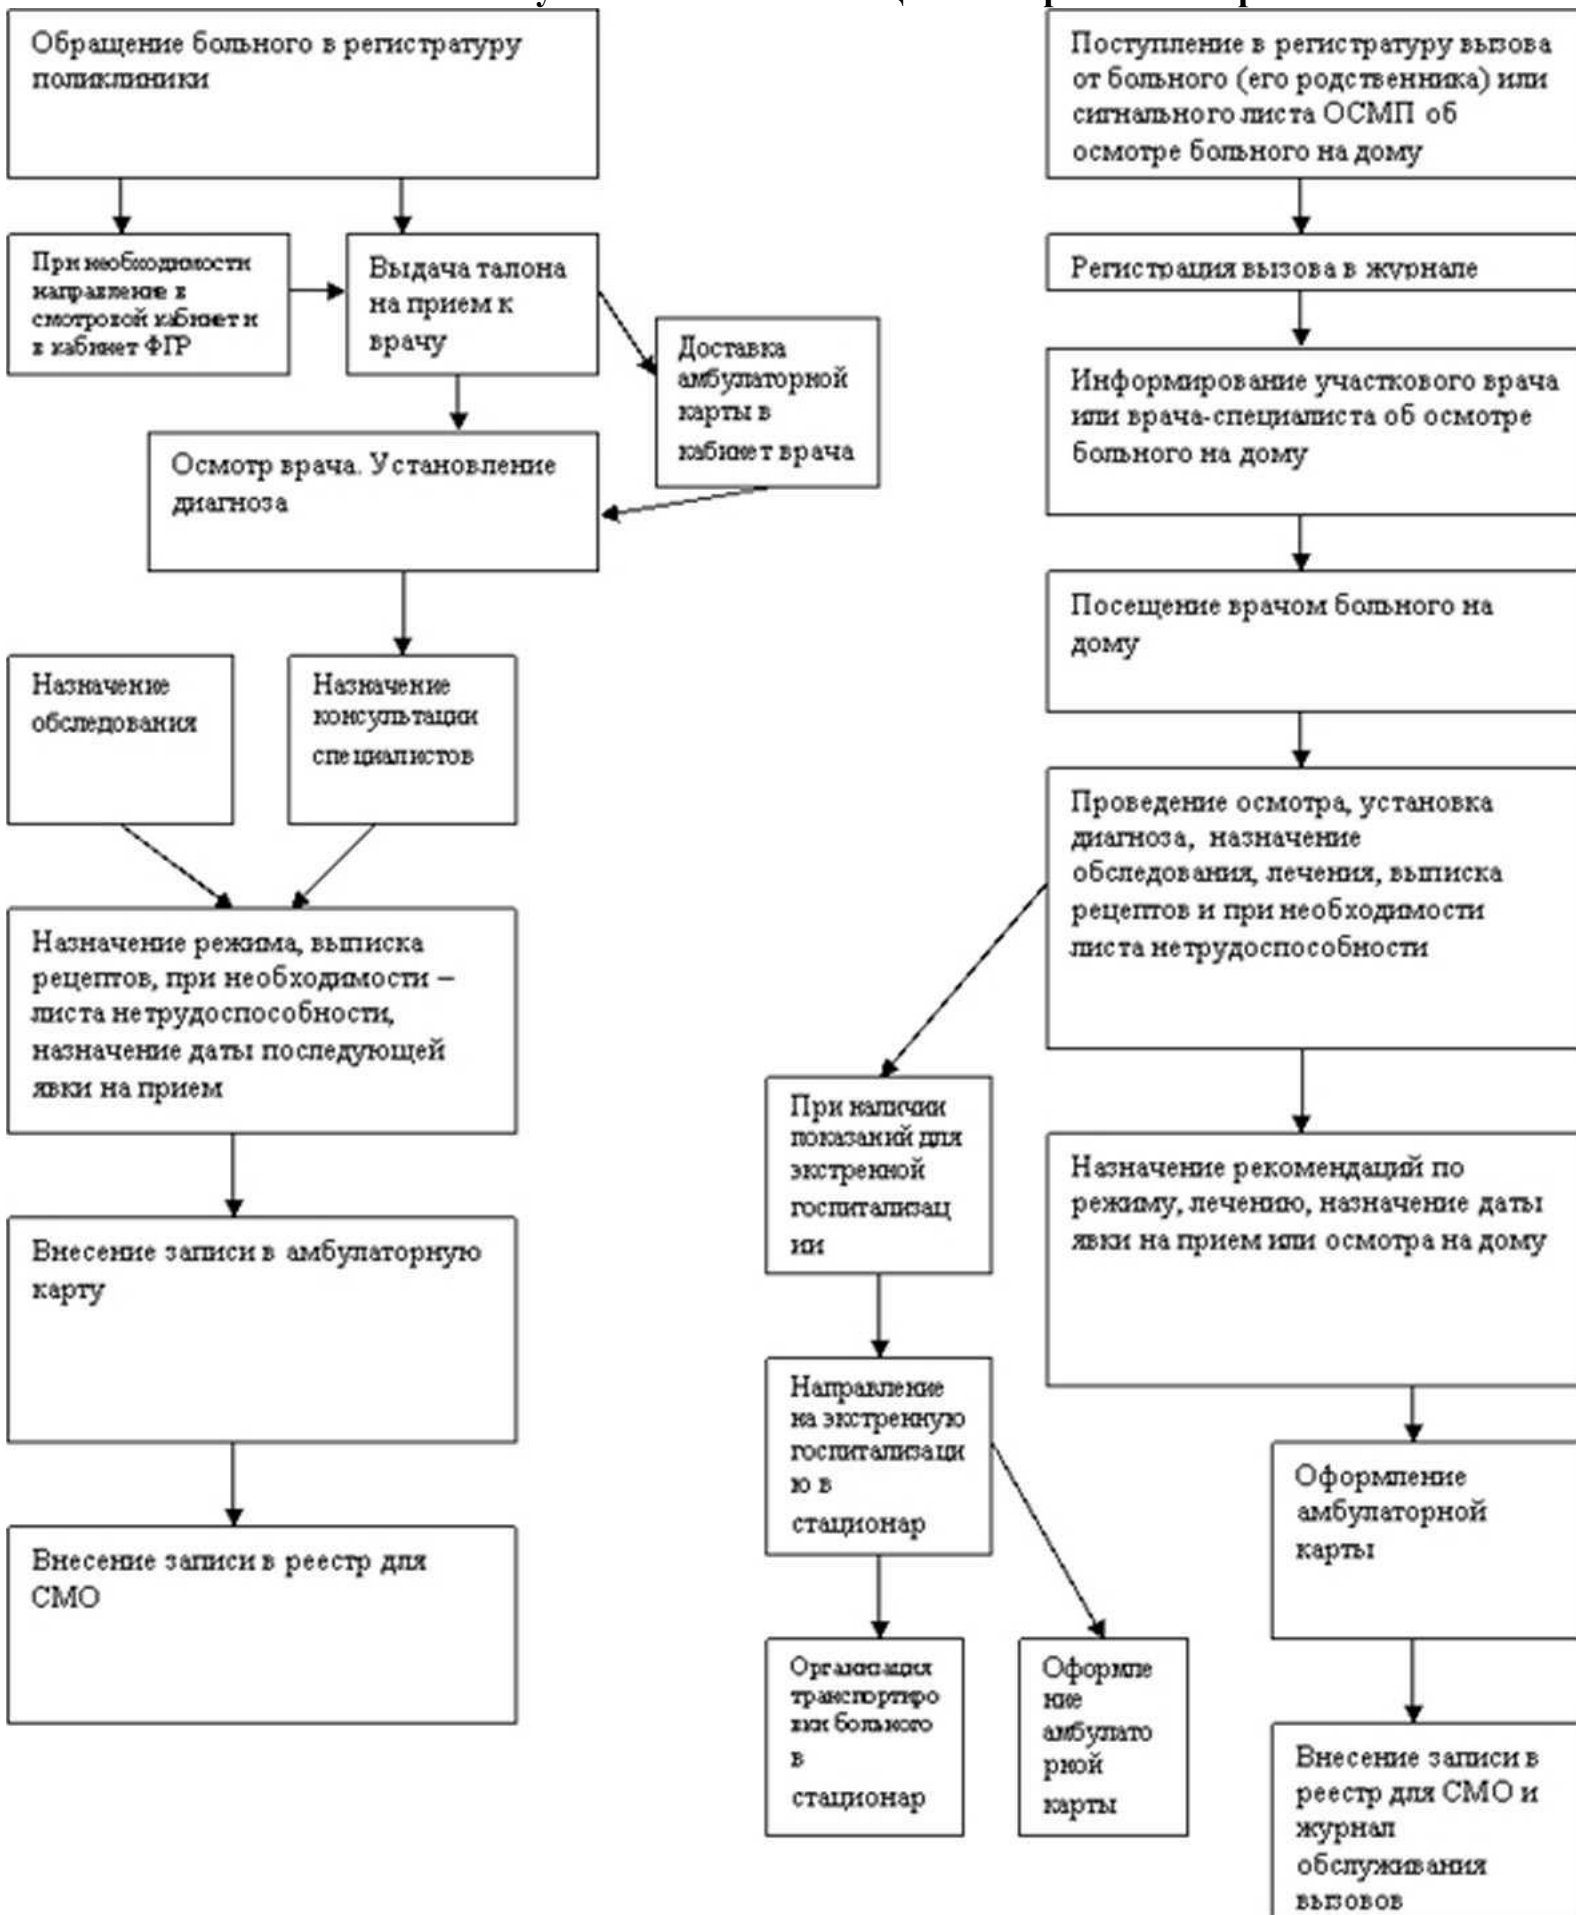 Обращение больного в регистратуру
поликлиники
При необходимости
направление в
смотровой кабинет и
в кабинет ФГР
Выдача талона
на прием к
врачу
Доставка
амбулаторной
карты в
кабинет врача
Осмотр врача. Установление
диагноза
Назначение
обследования
Назначение
консультации
специалистов
Назначение режима, выписка
рецептов, при необходимости –
листа нетрудоспособности,
назначение даты последующей
явки на прием
Внесение записи в амбулаторную
карту
Внесение записи в реестр для
СМО
Поступление в регистратуру вызова
от больного (его родственника) или
сигнального листа ОСМП об
осмотре больного на дому
Регистрация вызова в журнале
Информирование участкового врача
или врача-специалиста об осмотре
больного на дому
Посещение врачом больного на
дому
Проведение осмотра, установка
диагноза, назначение
обследования, лечения, выписка
рецептов и при необходимости
листа нетрудоспособности
При наличии
показаний для
экстренной
госпитализац
ии
Направление
на экстренную
госпитализаци
ю в
стационар
Организация
транспортиро
вки больного
в
стационар
Оформле
ние
амбулато
рной
карты
Назначение рекомендаций по
режиму, лечению, назначение даты
явки на прием или осмотра на дому
Оформление
амбулаторной
карты
Внесение записи в
реестр для СМО и
журнал
обслуживания
вызовов